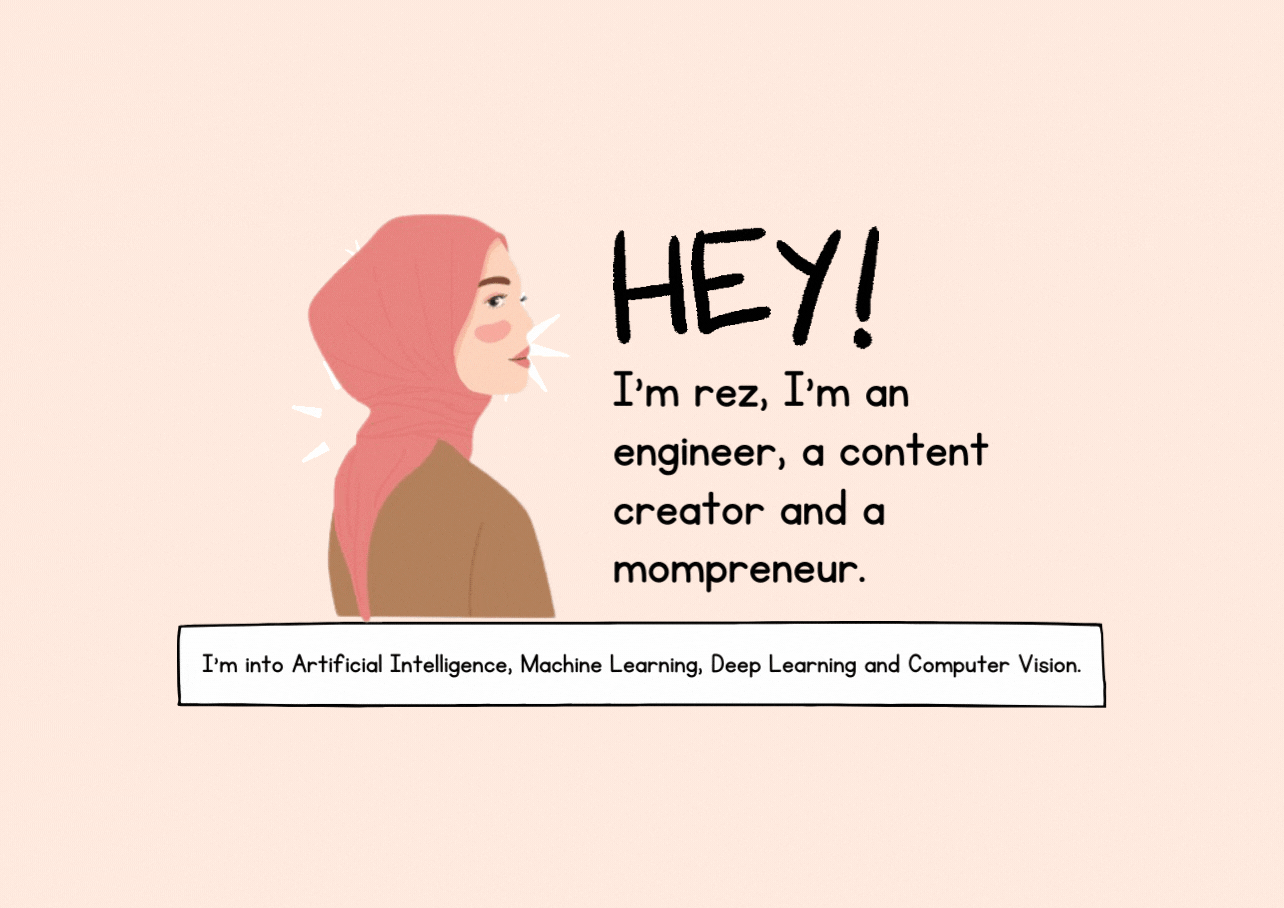 HEY!
I'm rez, I'm an
engineer, a content
creator and a
mompreneur.
I'm into Artificial Intelligence, Machine Learning, Deep Learning and Computer Vision.